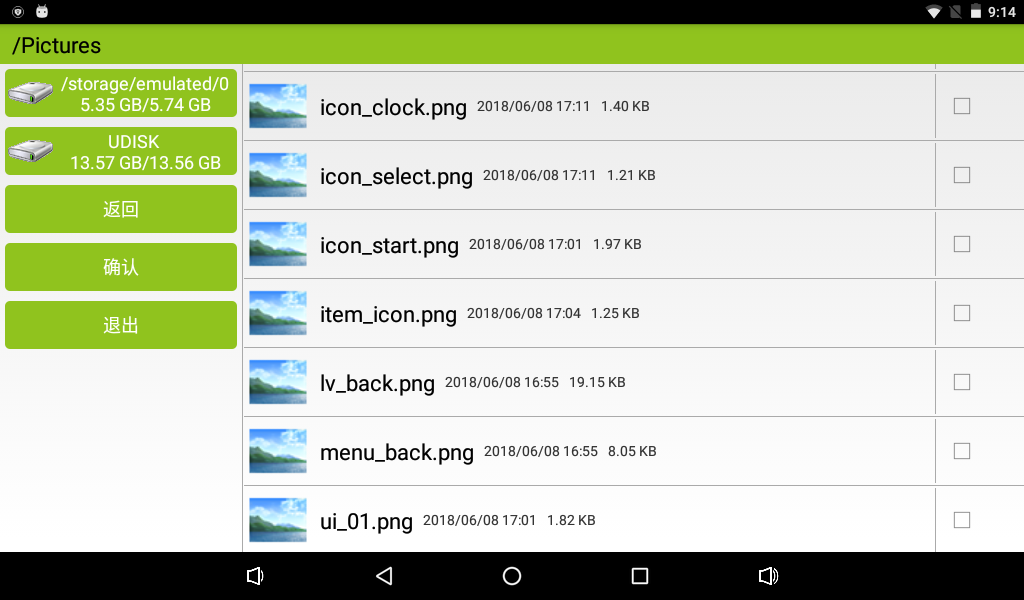 9:14
/Pictures
/storage/emulated/0
5.35 GB/5.74 GB
UDISK
13.57 GB/13.56 GB
返回
确认
退出
icon_clock.png 2018/06/08 17:11 1.40 KB
icon_select.png 2018/06/08 17:11 1.21 KB
icon_start.png 2018/06/08 17:01 1.97 KB
item_icon.png 2018/06/08 17:04 1.25 KB
lv_back.png 2018/06/08 16:55 19.15 KB
menu_back.png 2018/06/08 16:55 8.05 KB
ui_01.png 2018/06/08 17:01 1.82 KB